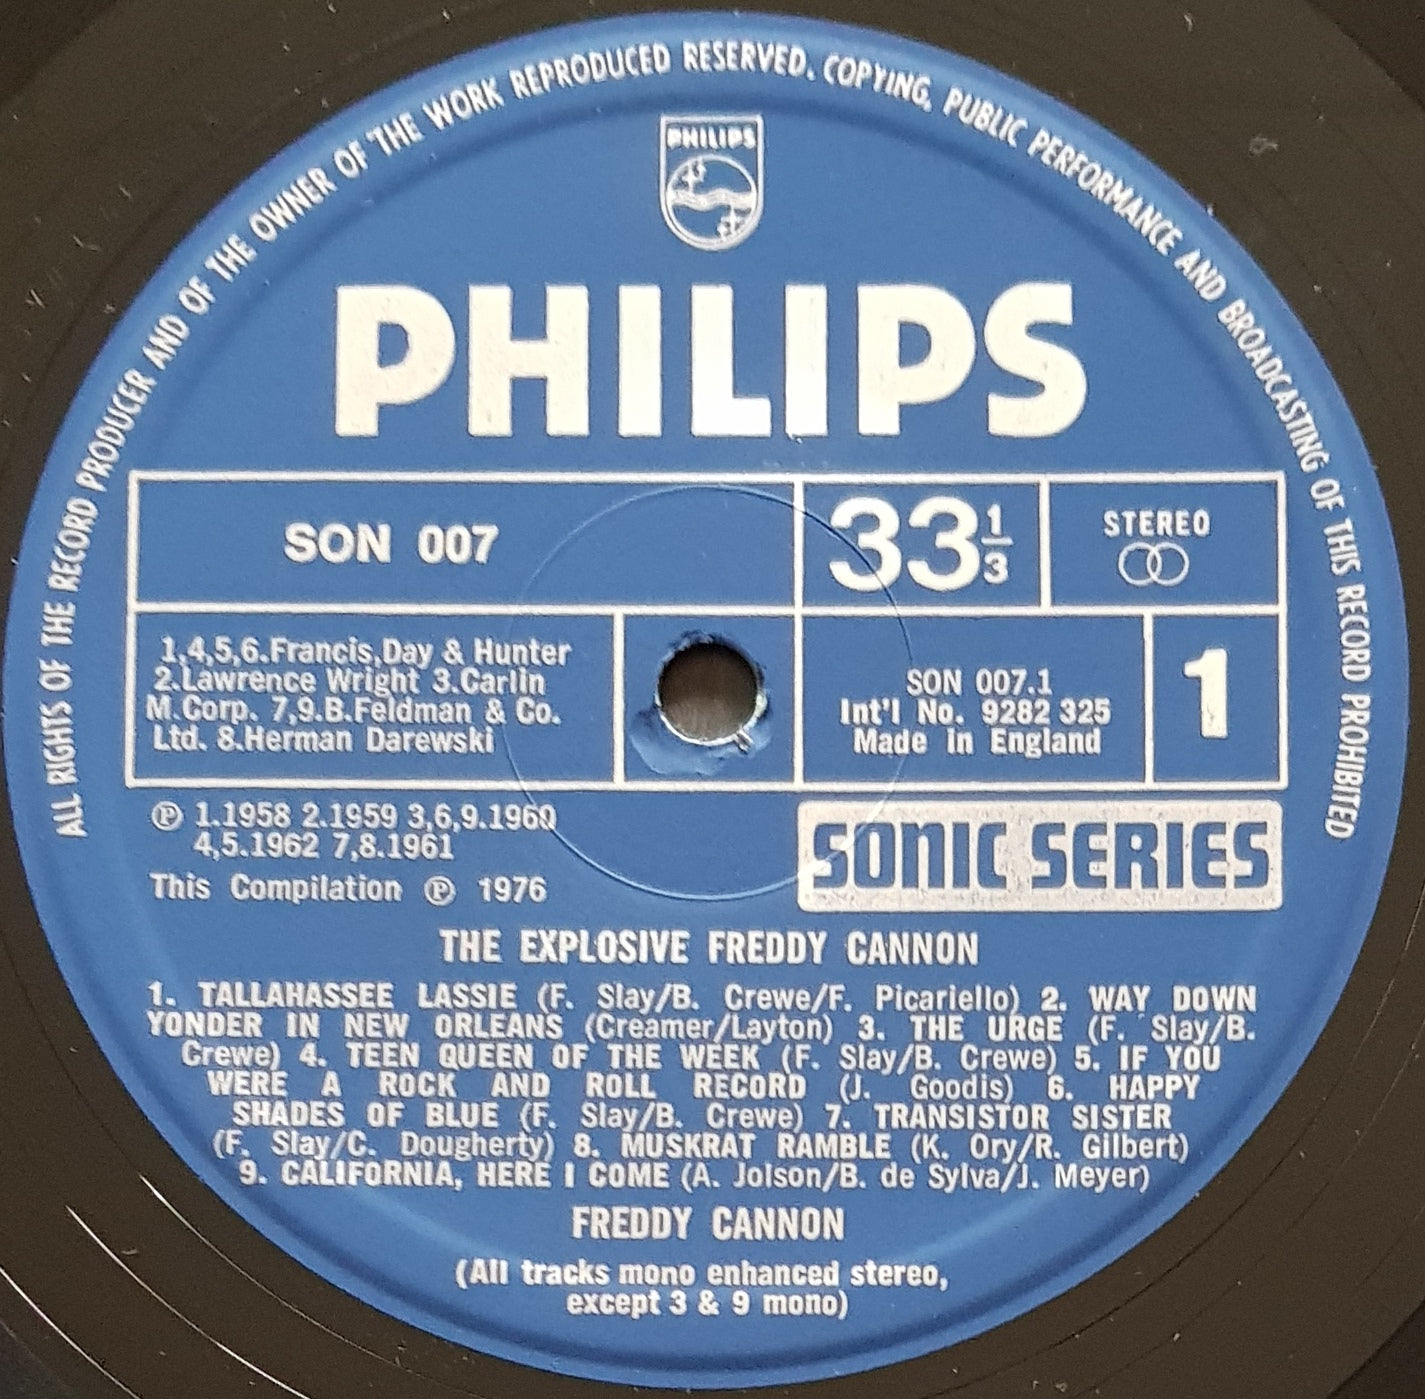 ALL RIGHTS OF THE RECORD PRODUCER AND OF THE OWNER OF THE WORK REPRODUCED RESERVED. COPYING, PUBLIC PERFORMANCE AND BROADCASTING OF THIS RECORD PROHIBITED
PHILIPS
PHILIPS
SON 007
33 1/3
STEREO
1,4,5,6.Francis,Day & Hunter
2.Lawrence Wright 3.Carlin
M.Corp. 7,9.B.Feldman & Co.
Ltd. 8.Herman Darewski
SON 007.1
Int'l No. 9282 325
Made in England
1
Ⓟ 1.1958 2.1959 3,6,9.1960
4,5.1962 7,8.1961
This Compilation Ⓟ 1976
SONIC SERIES
THE EXPLOSIVE FREDDY CANNON
1. TALLAHASSEE LASSIE (F. Slay/B. Crewe/F. Picariello) 2. WAY DOWN
YONDER IN NEW ORLEANS (Creamer/Layton) 3. THE URGE (F. Slay/B.
Crewe) 4. TEEN QUEEN OF THE WEEK (F. Slay/B. Crewe) 5. IF YOU
WERE A ROCK AND ROLL RECORD (J. Goodis) 6. HAPPY
SHADES OF BLUE (F. Slay/B. Crewe) 7. TRANSISTOR SISTER
(F. Slay/C. Dougherty) 8. MUSKRAT RAMBLE (K. Ory/R. Gilbert)
9. CALIFORNIA, HERE I COME (A. Jolson/B. de Sylva/J. Meyer)
FREDDY CANNON
(All tracks mono enhanced stereo,
except 3 & 9 mono)